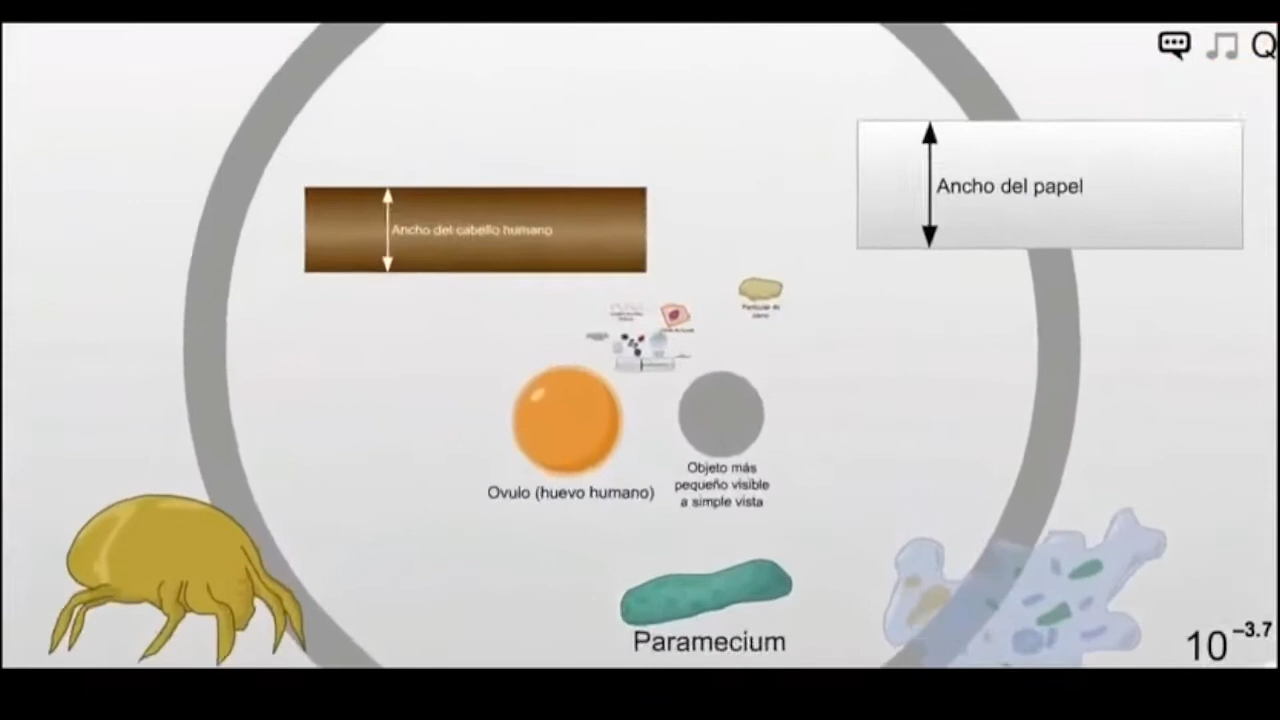 Q
Ancho del papel
Ancho del cabello humano
Ovulo (huevo humano)
Objeto más
pequeño visible
a simple vista
Paramecium
10⁻³·⁷